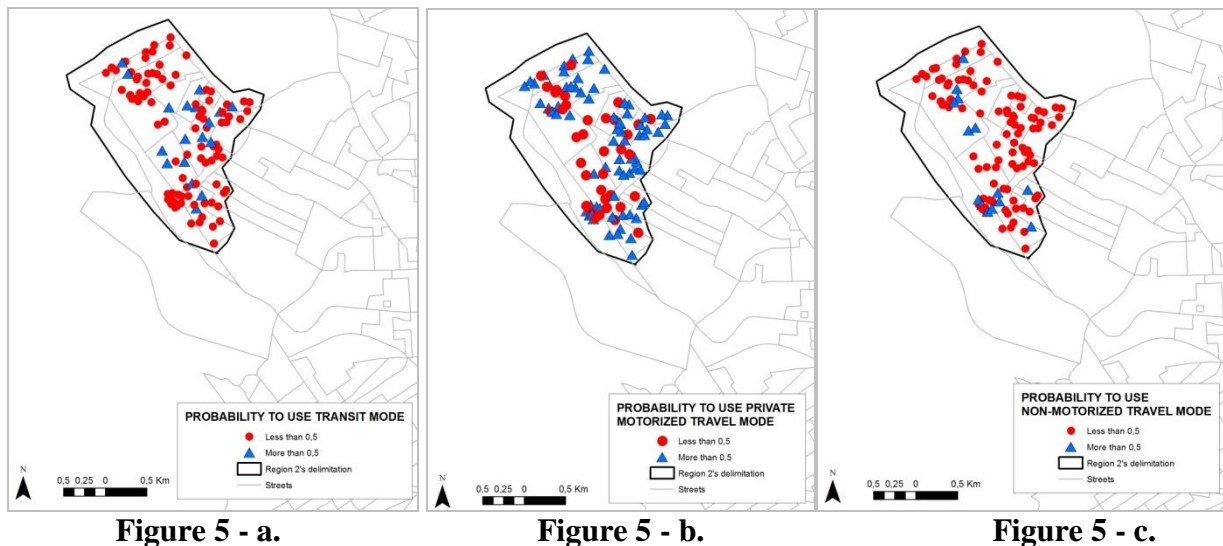 PROBABILITY TO USE TRANSIT MODE
Less than 0,5
More than 0,5
Region 2's delimitation
Streets
N
0,5 0,25 0 0,5 Km
PROBABILITY TO USE PRIVATE
MOTORIZED TRAVEL MODE
Less than 0,5
More than 0,5
Region 2's delimitation
Streets
N
0,5 0,25 0 0,5 Km
PROBABILITY TO USE
NON-MOTORIZED TRAVEL MODE
Less than 0,5
More than 0,5
Region 2's delimitation
Streets
N
0,5 0,25 0 0,5 Km
Figure 5 - a.
Figure 5 - b.
Figure 5 - c.